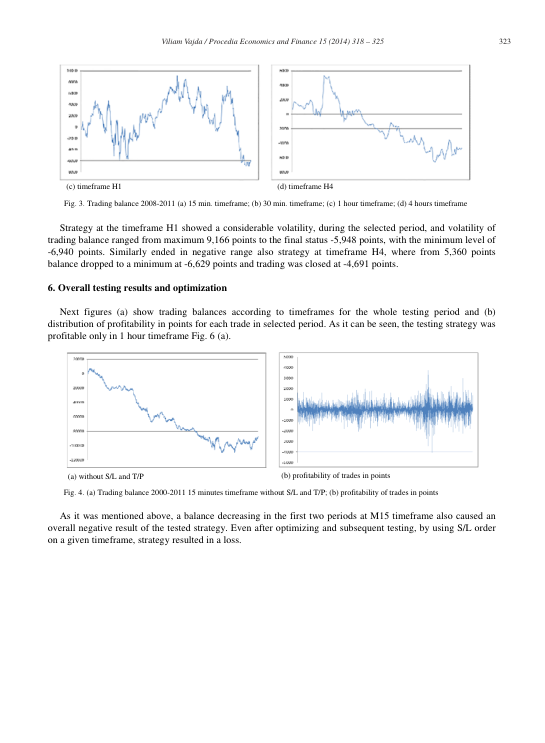 Viliam Vajda / Procedia Economics and Finance 15 (2014) 318 – 325
323
(c) timeframe H1
(d) timeframe H4
Fig. 3. Trading balance 2008-2011 (a) 15 min. timeframe; (b) 30 min. timeframe; (c) 1 hour timeframe; (d) 4 hours timeframe
Strategy at the timeframe H1 showed a considerable volatility, during the selected period, and volatility of
trading balance ranged from maximum 9,166 points to the final status -5,948 points, with the minimum level of
-6,940 points. Similarly ended in negative range also strategy at timeframe H4, where from 5,360 points
balance dropped to a minimum at -6,629 points and trading was closed at -4,691 points.
6. Overall testing results and optimization
Next figures (a) show trading balances according to timeframes for the whole testing period and (b)
distribution of profitability in points for each trade in selected period. As it can be seen, the testing strategy was
profitable only in 1 hour timeframe Fig. 6 (a).
(a) without S/L and T/P
(b) profitability of trades in points
Fig. 4. (a) Trading balance 2000-2011 15 minutes timeframe without S/L and T/P; (b) profitability of trades in points
As it was mentioned above, a balance decreasing in the first two periods at M15 timeframe also caused an
overall negative result of the tested strategy. Even after optimizing and subsequent testing, by using S/L order
on a given timeframe, strategy resulted in a loss.